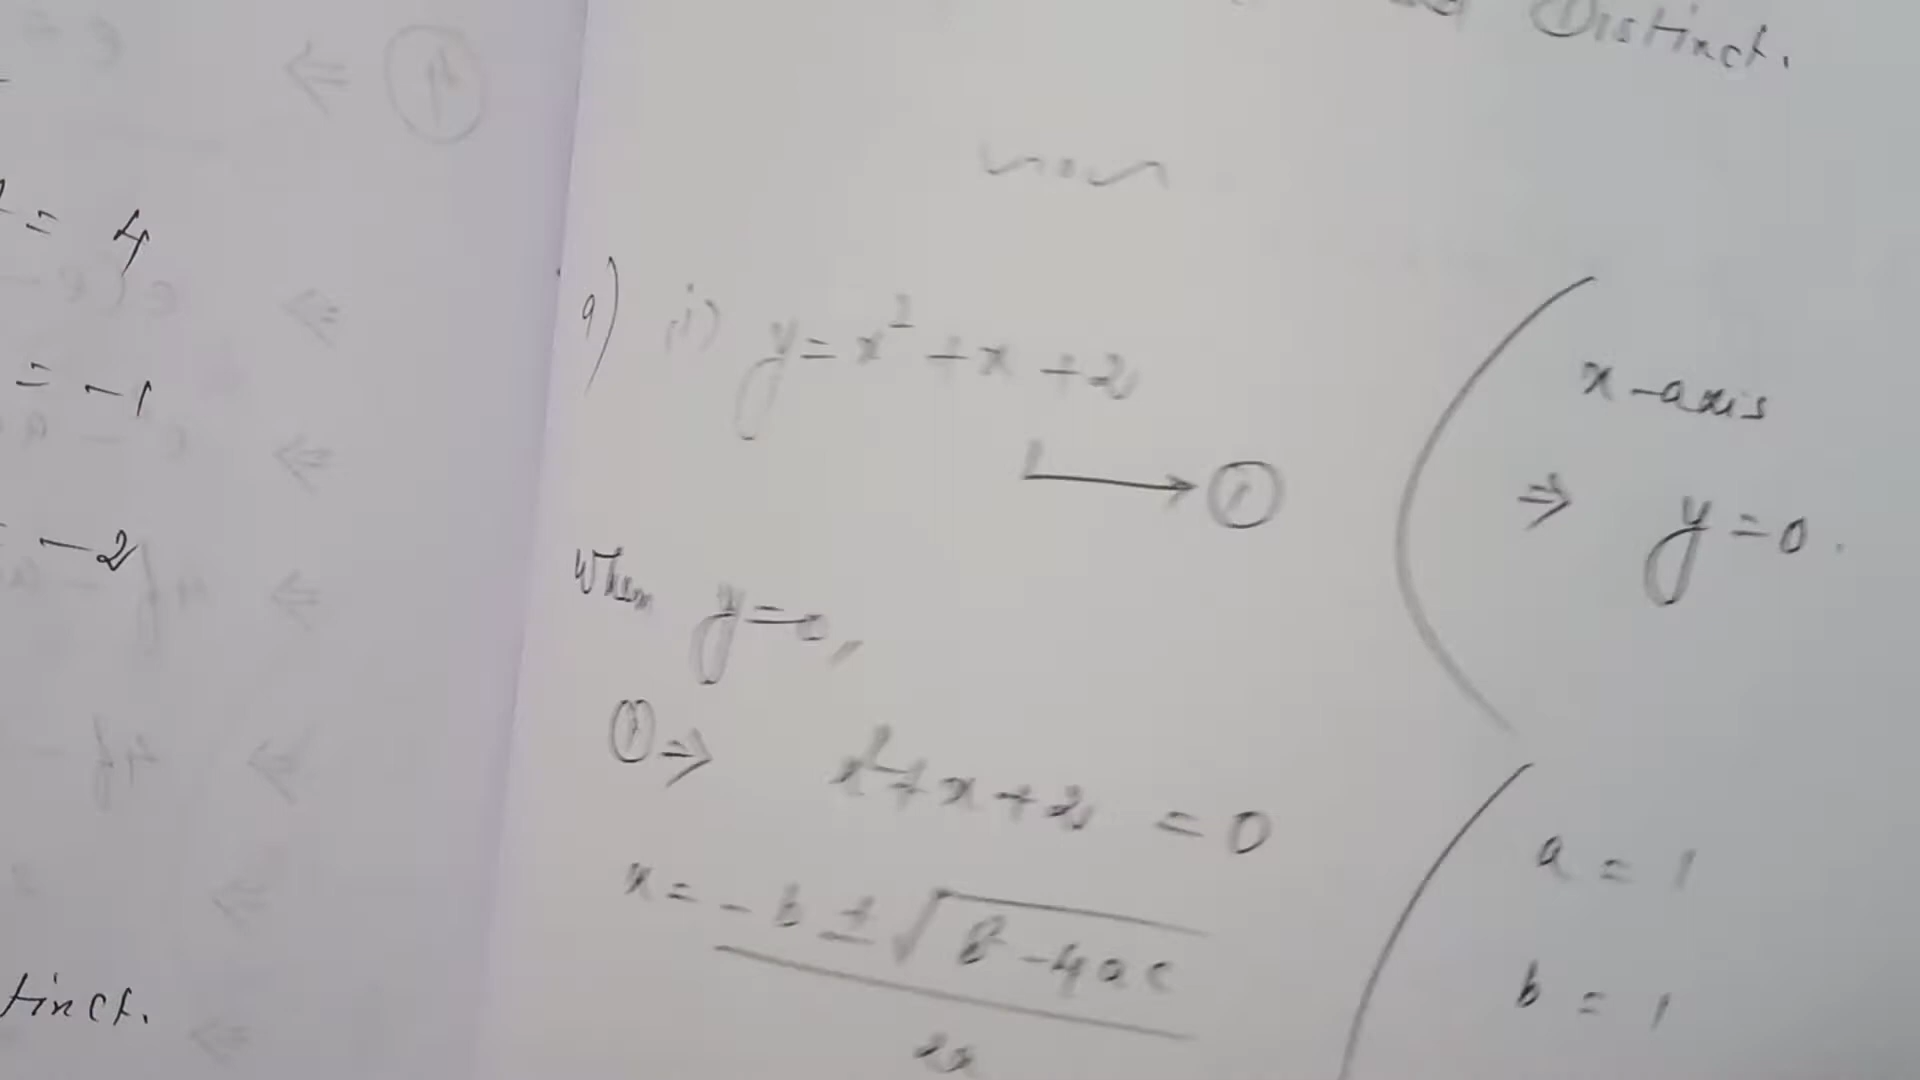 Distinct.
= 4
= -1
= -2
tinct.
9) (i) y = x² + x + 2
→ ①
x-axis
⇒ y = 0.
When y = 0,
① ⇒ x² + x + 2 = 0
x = -b ± √b² - 4ac
2a
a = 1
b = 1